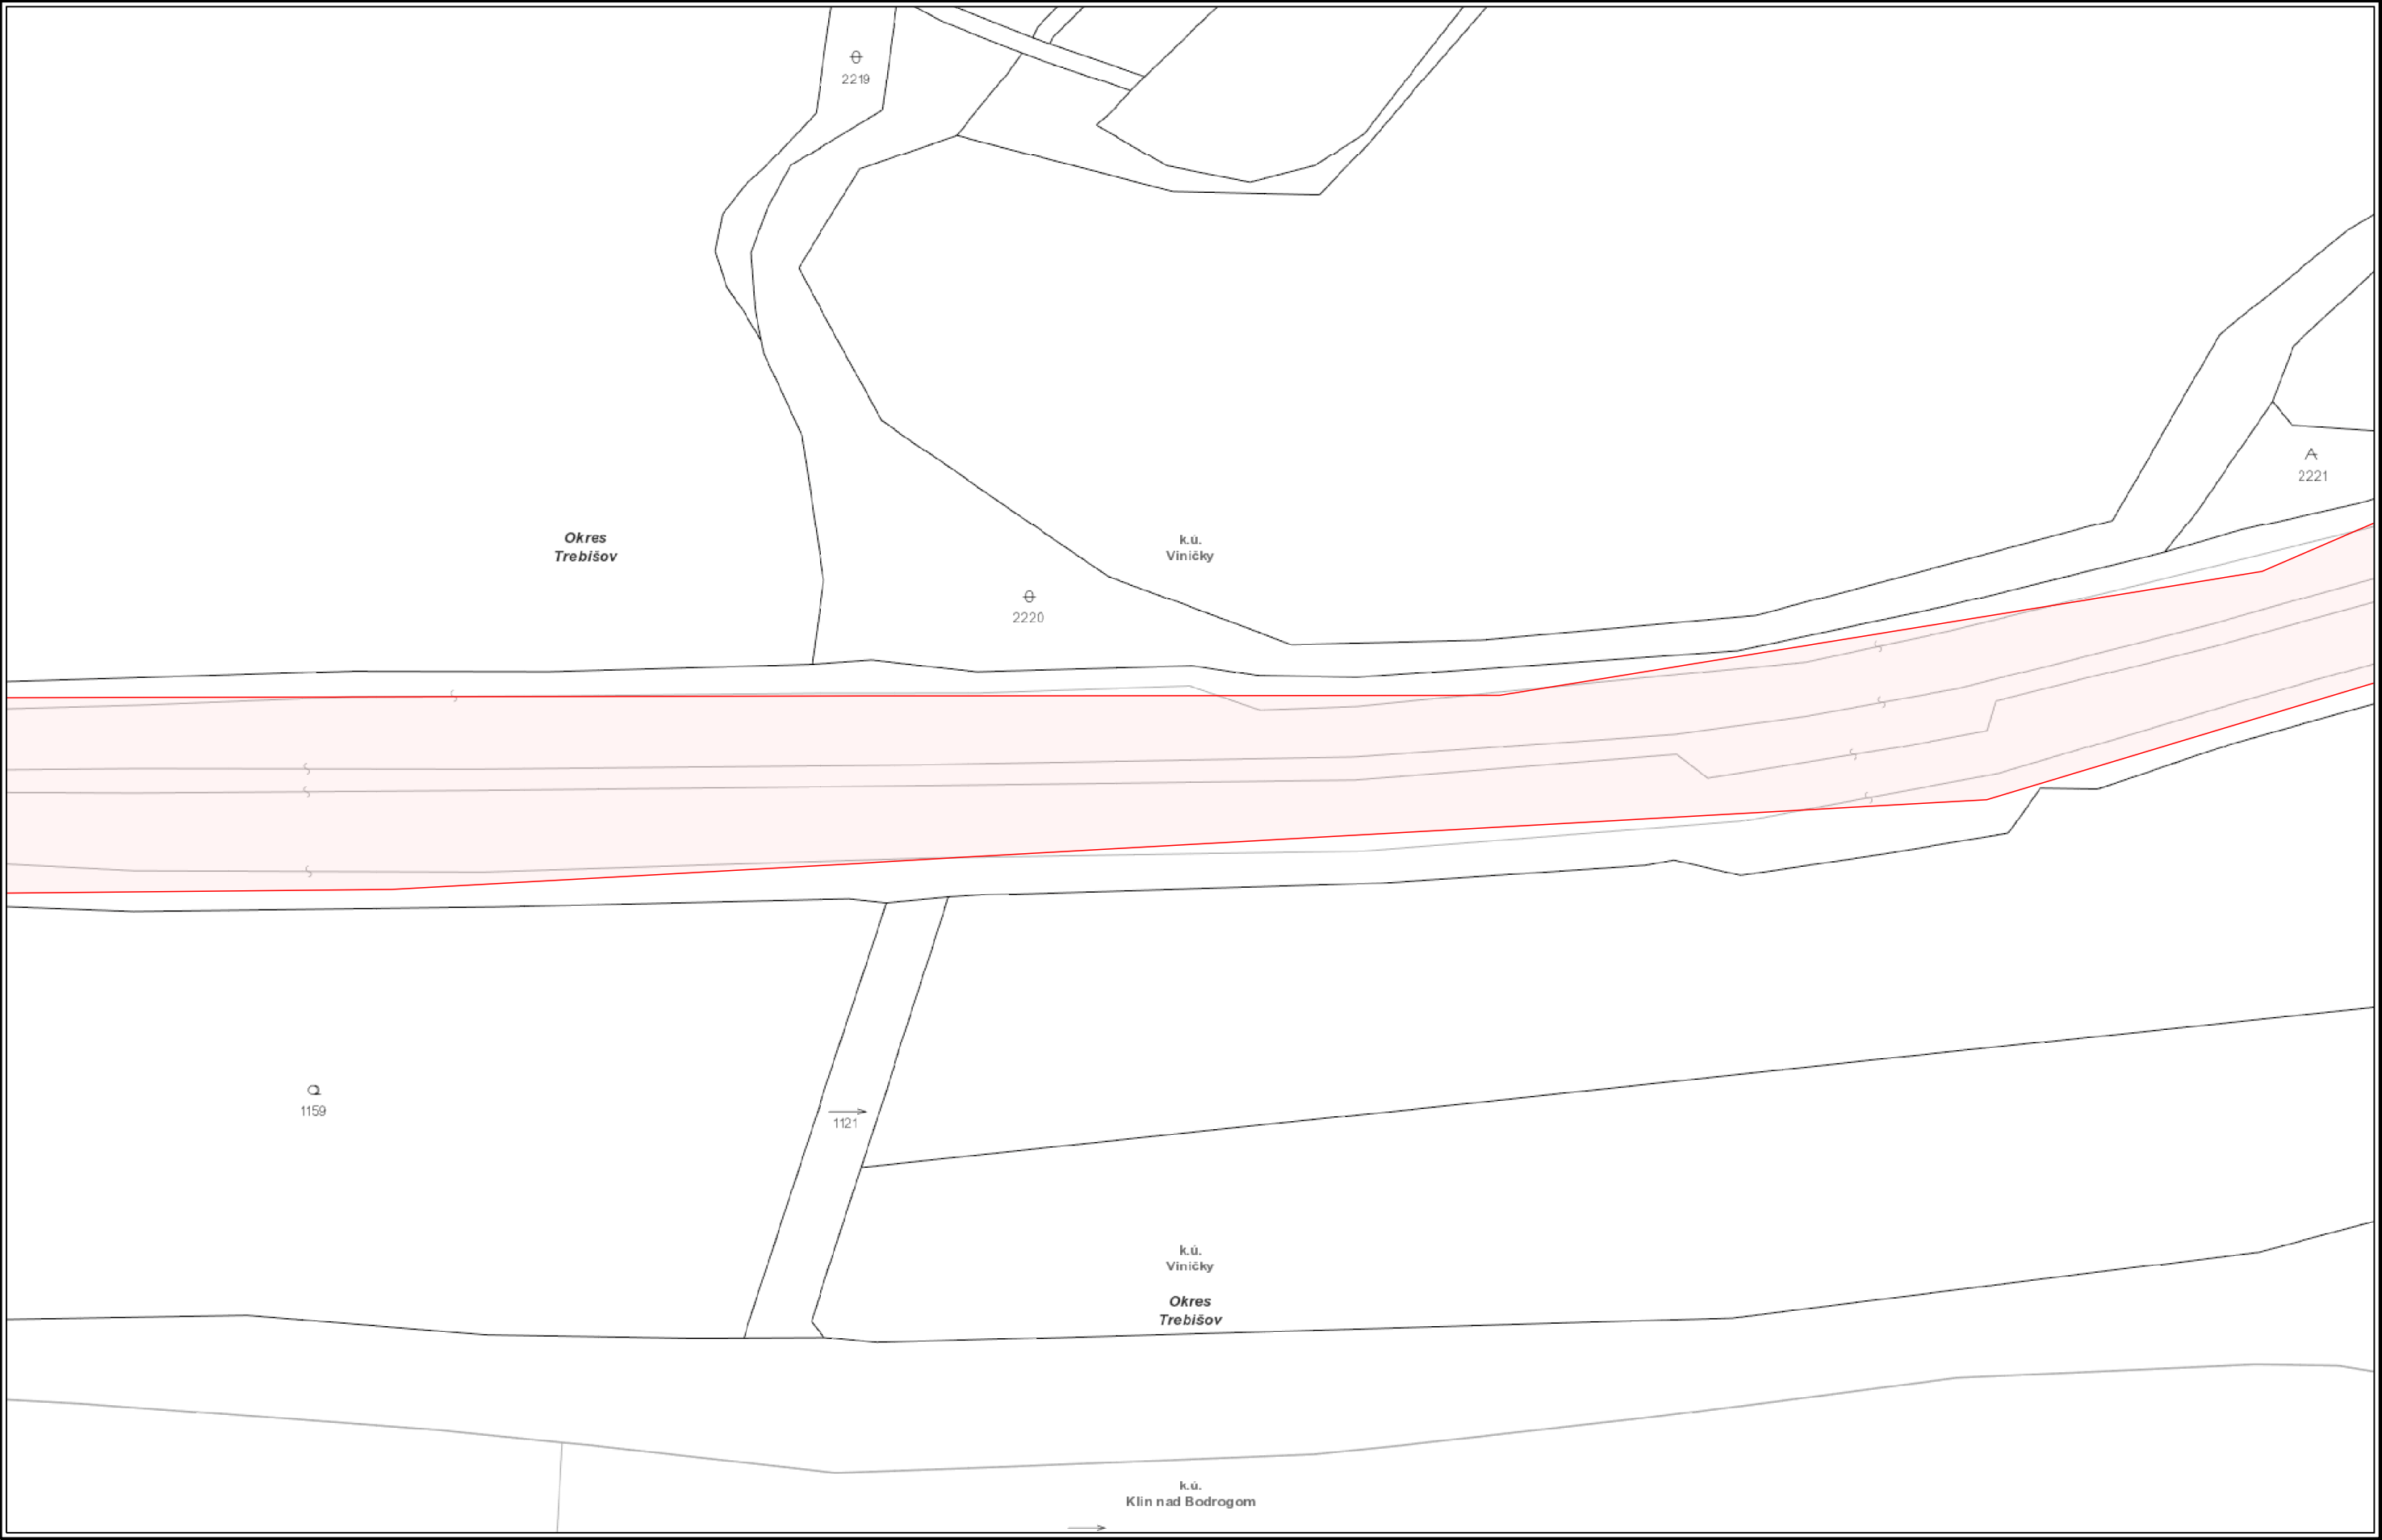 2219
2221
Okres
Trebišov
k.ú.
Viničky
2220
1159
1121
k.ú.
Viničky
Okres
Trebišov
k.ú.
Klin nad Bodrogom